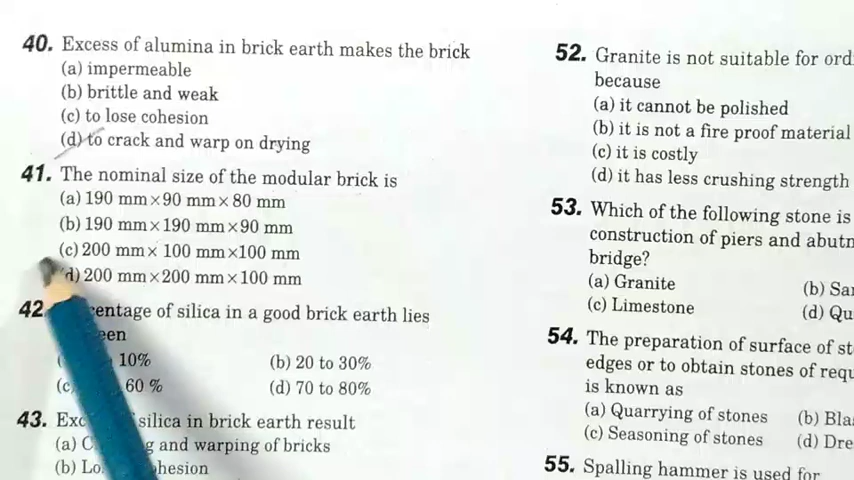 40. Excess of alumina in brick earth makes the brick
(a) impermeable
(b) brittle and weak
(c) to lose cohesion
(d) to crack and warp on drying
41. The nominal size of the modular brick is
(a) 190 mm×90 mm×80 mm
(b) 190 mm×190 mm×90 mm
(c) 200 mm×100 mm×100 mm
(d) 200 mm×200 mm×100 mm
42 entage of silica in a good brick earth lies
een
10% (b) 20 to 30%
(c) 60 % (d) 70 to 80%
43. silica in brick earth result
(a) and warping of bricks
(b) hesion
52. Granite is not suitable for ord
because
(a) it cannot be polished
(b) it is not a fire proof material
(c) it is costly
(d) it has less crushing strength
53. Which of the following stone is
construction of piers and abutn
bridge?
(a) Granite (b) Sa
(c) Limestone (d) Qu
54. The preparation of surface of st
edges or to obtain stones of requ
is known as
(a) Quarrying of stones (b) Bla
(c) Seasoning of stones (d) Dre
55. Spalling hammer is used for